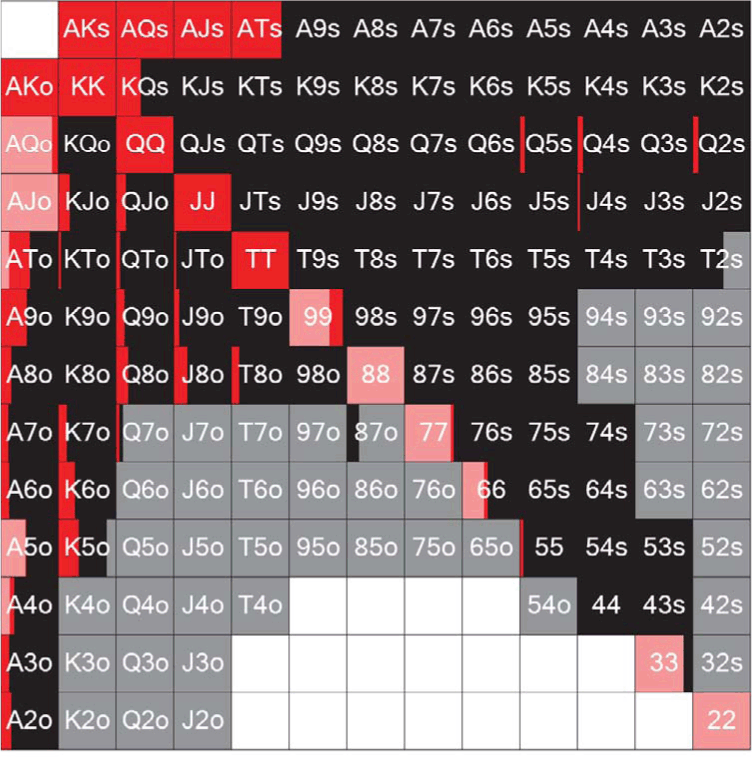 AKs AQs AJs ATs A9s A8s A7s A6s A5s A4s A3s A2s
AKo KK KQs KJs KTs K9s K8s K7s K6s K5s K4s K3s K2s
AQo KQo QQ QJs QTs Q9s Q8s Q7s Q6s Q5s Q4s Q3s Q2s
AJo KJo QJo JJ JTs J9s J8s J7s J6s J5s J4s J3s J2s
ATo KTo QTo JTo TT T9s T8s T7s T6s T5s T4s T3s T2s
A9o K9o Q9o J9o T9o 99 98s 97s 96s 95s 94s 93s 92s
A8o K8o Q8o J8o T8o 98o 88 87s 86s 85s 84s 83s 82s
A7o K7o Q7o J7o T7o 97o 87o 77 76s 75s 74s 73s 72s
A6o K6o Q6o J6o T6o 96o 86o 76o 66 65s 64s 63s 62s
A5o K5o Q5o J5o T5o 95o 85o 75o 65o 55 54s 53s 52s
A4o K4o Q4o J4o T4o 54o 44 43s 42s
A3o K3o Q3o J3o 33 32s
A2o K2o Q2o J2o 22